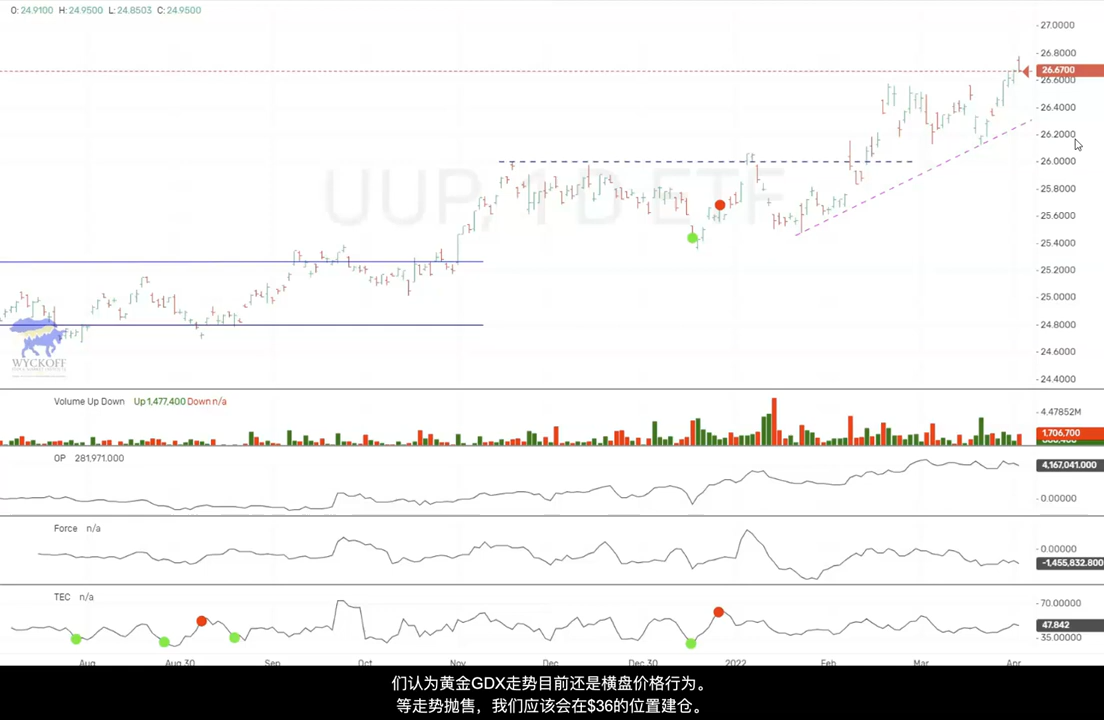 O: 24.9100 H: 24.9500 L: 24.8503 C: 24.9500
27.0000
26.8000
26.6700
26.6000
26.4000
26.2000
26.0000
25.8000
25.6000
25.4000
25.2000
25.0000
24.8000
24.6000
24.4000
UUP, 1 D ETF
WYCKOFF
Volume Up Down Up 1,477,400 Down n/a
4.47852M
1,706,700
OP 281,971.000
4,167,041.000
0.00000
Force n/a
0.00000
-1,455,832.800
TEC n/a
70.00000
47.842
35.00000
Aug Aug 30 Sep Oct Nov Dec Dec 30 2022 Feb Mar Apr
们认为黄金GDX走势目前还是横盘价格行为。
等走势抛售，我们应该会在$36的位置建仓。